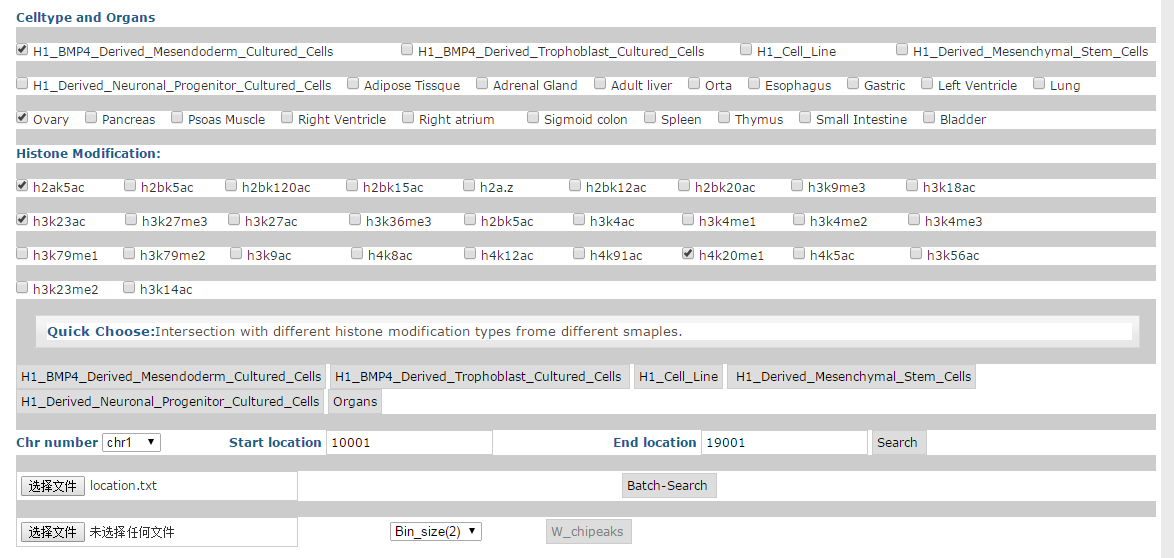 Celltype and Organs
H1_BMP4_Derived_Mesendoderm_Cultured_Cells H1_BMP4_Derived_Trophoblast_Cultured_Cells H1_Cell_Line H1_Derived_Mesenchymal_Stem_Cells
H1_Derived_Neuronal_Progenitor_Cultured_Cells Adipose Tissque Adrenal Gland Adult liver Orta Esophagus Gastric Left Ventricle Lung
Ovary Pancreas Psoas Muscle Right Ventricle Right atrium Sigmoid colon Spleen Thymus Small Intestine Bladder
Histone Modification:
h2ak5ac h2bk5ac h2bk120ac h2bk15ac h2a.z h2bk12ac h2bk20ac h3k9me3 h3k18ac
h3k23ac h3k27me3 h3k27ac h3k36me3 h2bk5ac h3k4ac h3k4me1 h3k4me2 h3k4me3
h3k79me1 h3k79me2 h3k9ac h4k8ac h4k12ac h4k91ac h4k20me1 h4k5ac h3k56ac
h3k23me2 h3k14ac
Quick Choose:Intersection with different histone modification types frome different smaples.
H1_BMP4_Derived_Mesendoderm_Cultured_Cells H1_BMP4_Derived_Trophoblast_Cultured_Cells H1_Cell_Line H1_Derived_Mesenchymal_Stem_Cells
H1_Derived_Neuronal_Progenitor_Cultured_Cells Organs
Chr number chr1 Start location 10001 End location 19001 Search
选择文件 location.txt Batch-Search
选择文件 未选择任何文件 Bin_size(2) W_chipeaks